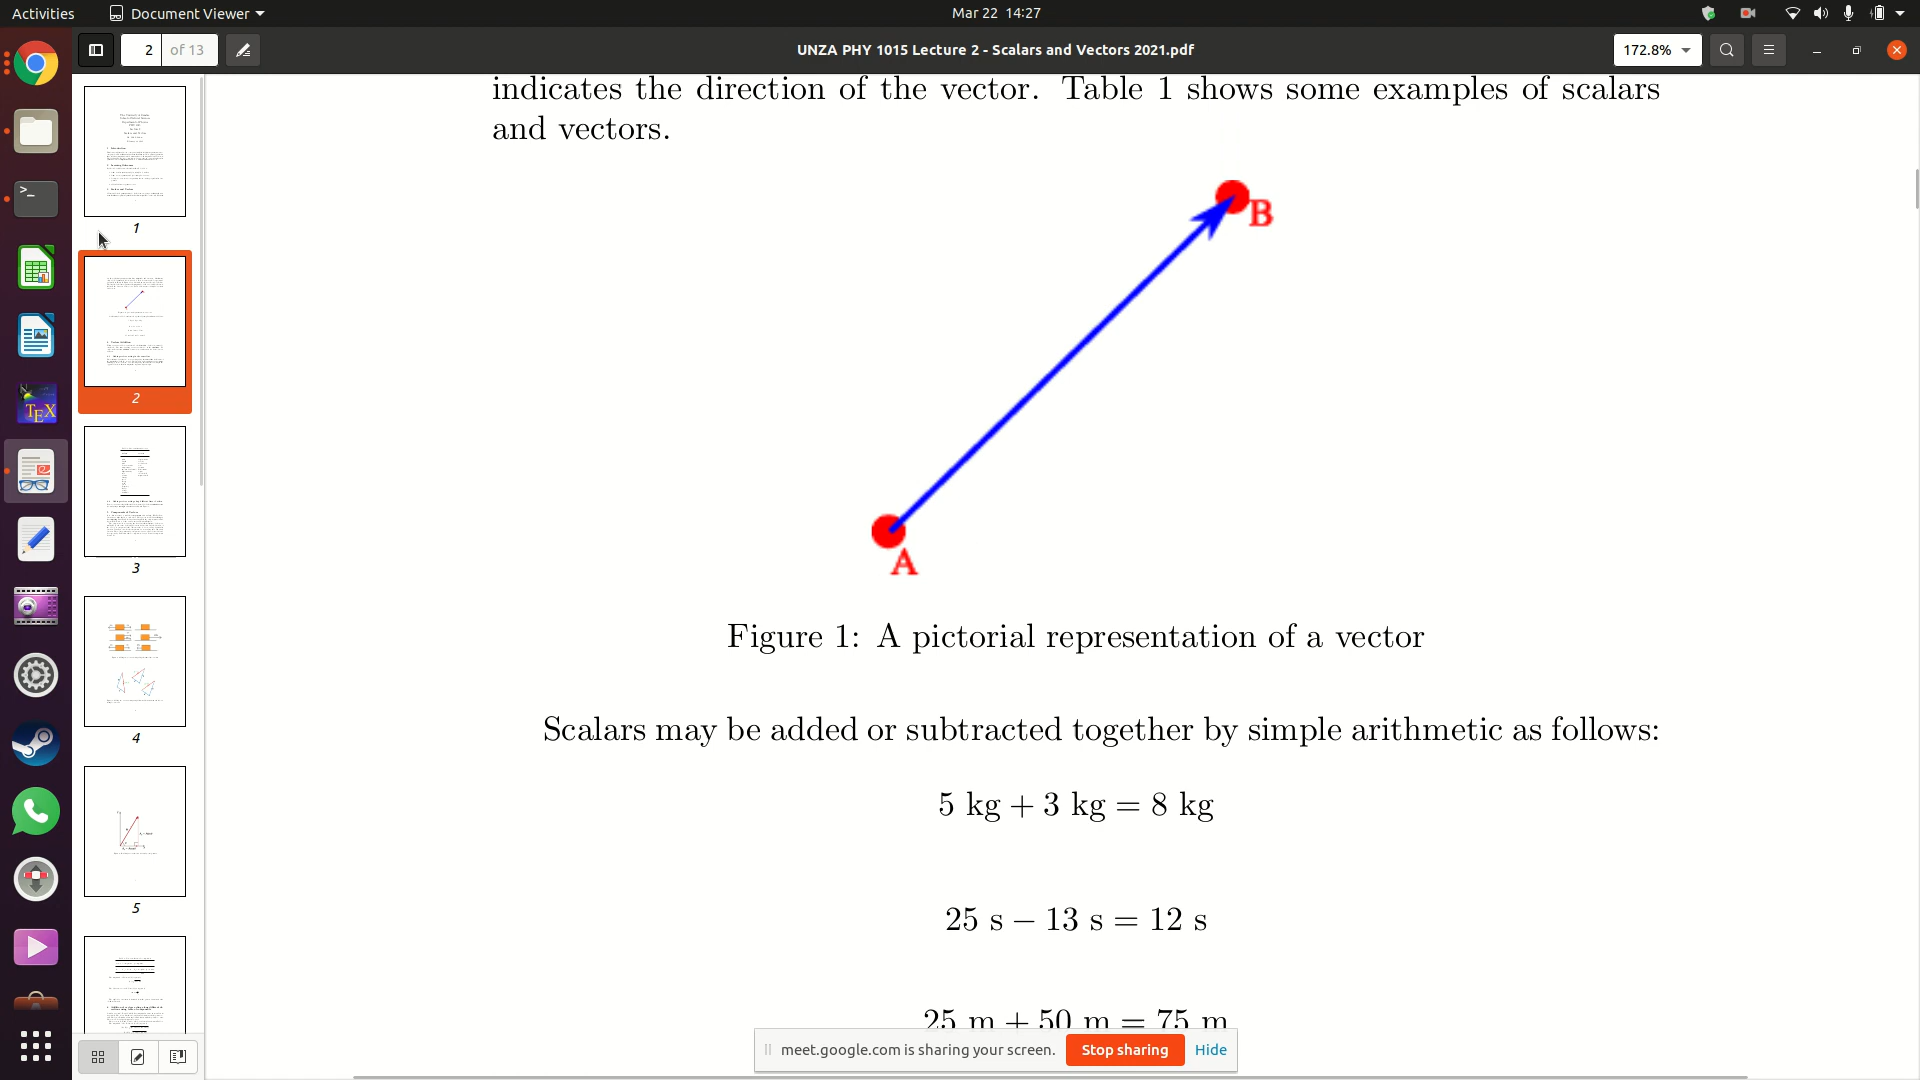 Activities
Document Viewer
Mar 22 14:27
2 of 13
UNZA PHY 1015 Lecture 2 - Scalars and Vectors 2021.pdf
172.8%
indicates the direction of the vector. Table 1 shows some examples of scalars
and vectors.
B
A
Figure 1: A pictorial representation of a vector
Scalars may be added or subtracted together by simple arithmetic as follows:
5 kg + 3 kg = 8 kg
25 s − 13 s = 12 s
25 m + 50 m = 75 m
1
2
3
4
5
TEX
>_
meet.google.com is sharing your screen.
Stop sharing
Hide